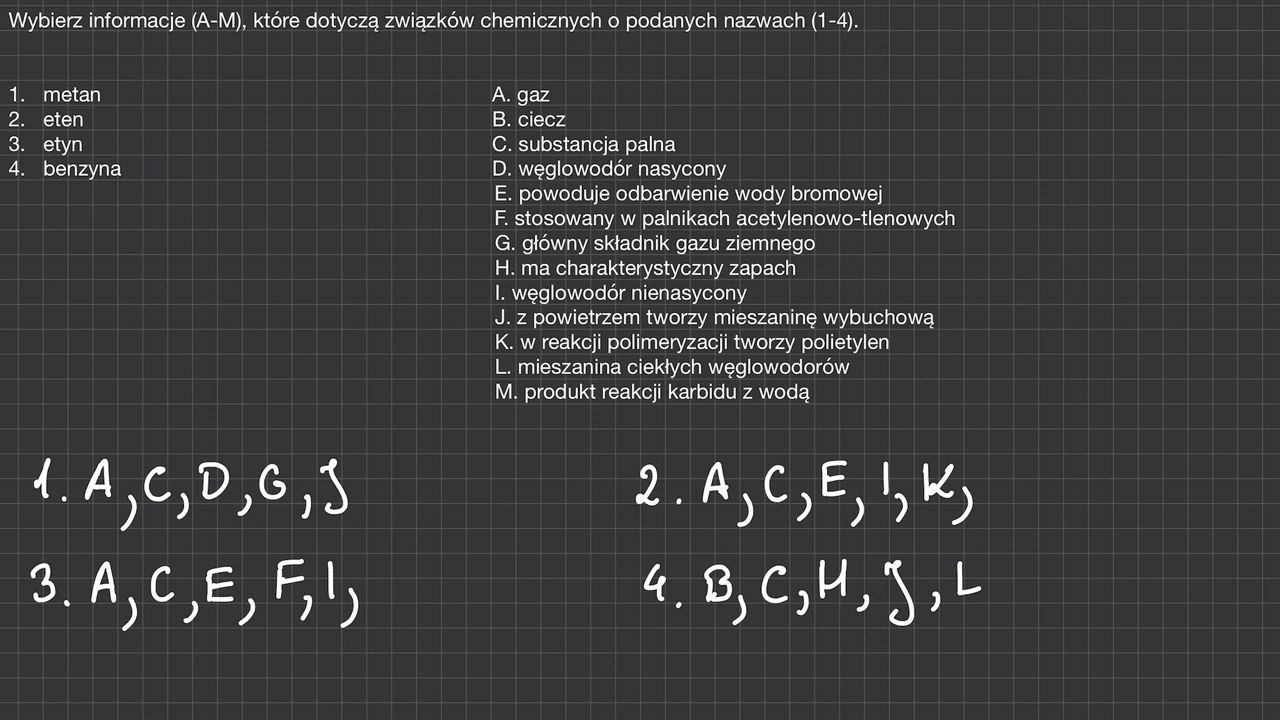 Wybierz informacje (A-M), które dotyczą związków chemicznych o podanych nazwach (1-4).
1. metan
2. eten
3. etyn
4. benzyna
A. gaz
B. ciecz
C. substancja palna
D. węglowodór nasycony
E. powoduje odbarwienie wody bromowej
F. stosowany w palnikach acetylenowo-tlenowych
G. główny składnik gazu ziemnego
H. ma charakterystyczny zapach
I. węglowodór nienasycony
J. z powietrzem tworzy mieszaninę wybuchową
K. w reakcji polimeryzacji tworzy polietylen
L. mieszanina ciekłych węglowodorów
M. produkt reakcji karbidu z wodą
1. A, C, D, G, J
2. A, C, E, I, K,
3. A, C, E, F, I,
4. B, C, H, J, L